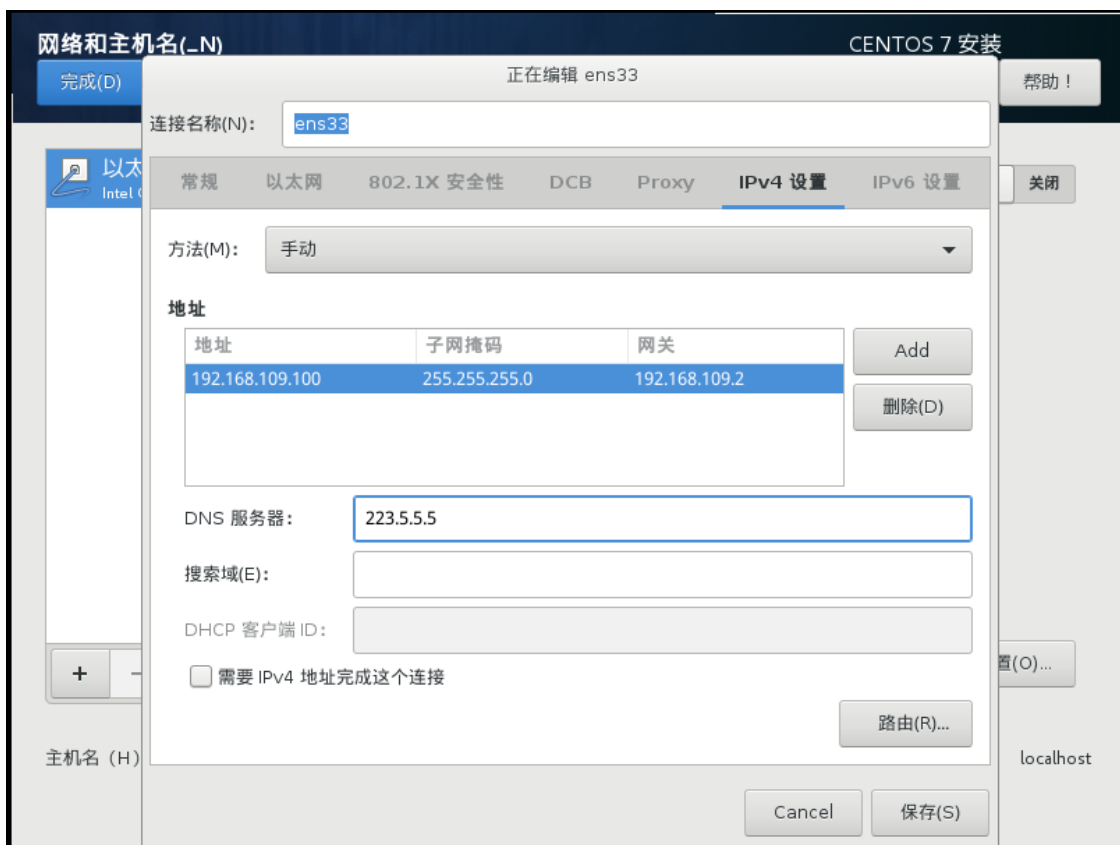 网络和主机名(_N)
CENTOS 7 安装
完成(D)
正在编辑 ens33
帮助！
连接名称(N)：
ens33
以太
Intel
关闭
常规 以太网 802.1X 安全性 DCB Proxy IPv4 设置 IPv6 设置
方法(M)： 手动
地址
地址 子网掩码 网关
192.168.109.100 255.255.255.0 192.168.109.2
Add
删除(D)
DNS 服务器： 223.5.5.5
搜索域(E)：
DHCP 客户端 ID：
需要 IPv4 地址完成这个连接
+
−
置(O)...
路由(R)...
主机名（H）
localhost
Cancel
保存(S)